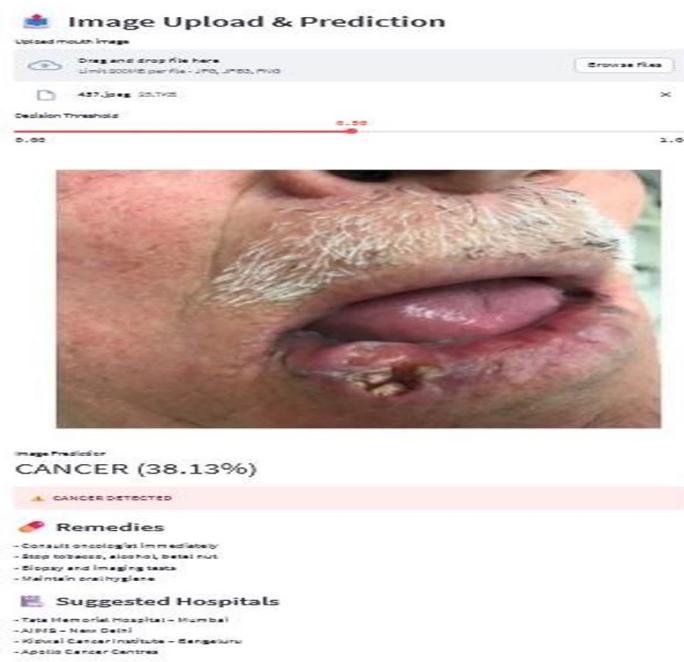 Image Upload & Prediction
Upload mouth image
Drag and drop file here
Limit 200MB per file - JPG, JPEG, PNG
Browse files
457.jpeg
Decision Threshold
0.50
0.00
Image Prediction
CANCER (38.13%)
CANCER DETECTED
Remedies
- Consult oncologist immediately
- Stop tobacco, alcohol, betel nut
- Biopsy and imaging tests
- Maintain oral hygiene
Suggested Hospitals
- Tata Memorial Hospital – Mumbai
- AIIMS – New Delhi
- Kidwai Cancer Institute – Bengaluru
- Apollo Cancer Centres